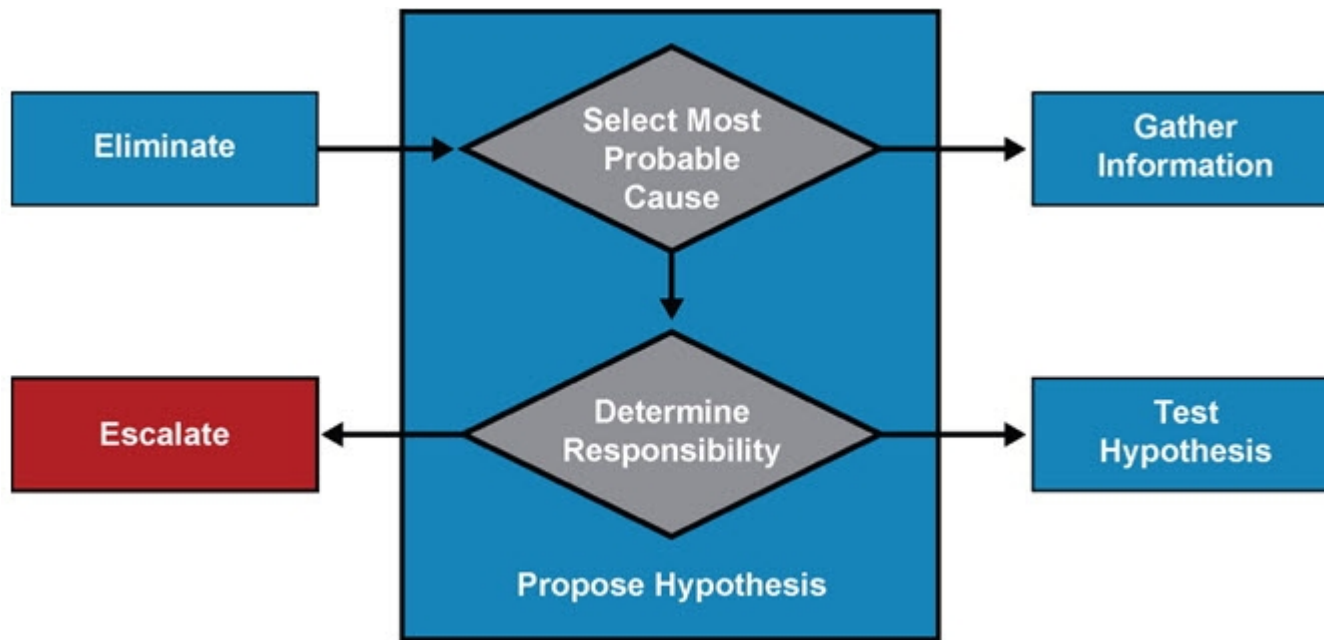 Eliminate
Select Most
Probable
Cause
Gather
Information
Escalate
Determine
Responsibility
Test
Hypothesis
Propose Hypothesis